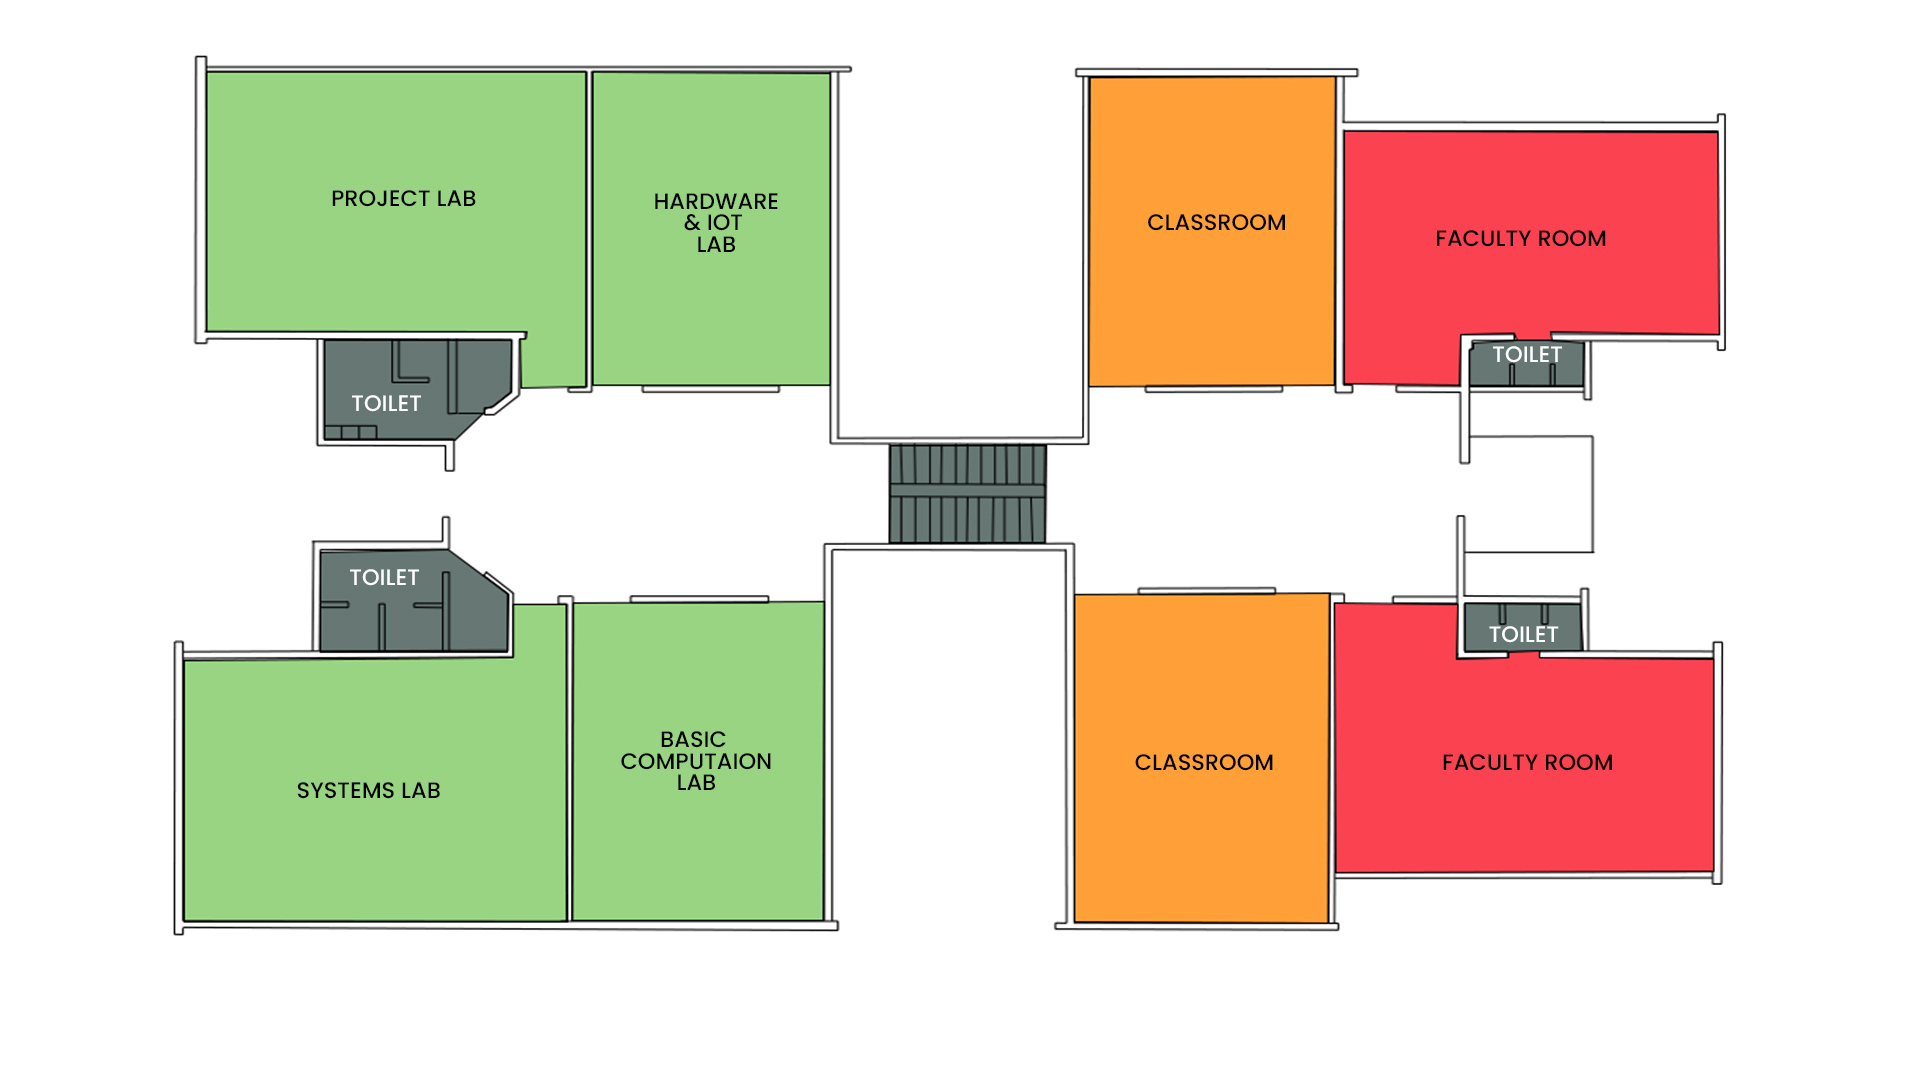 PROJECT LAB
HARDWARE
& IOT
LAB
CLASSROOM
FACULTY ROOM
TOILET
TOILET
TOILET
TOILET
SYSTEMS LAB
BASIC
COMPUTAION
LAB
CLASSROOM
FACULTY ROOM